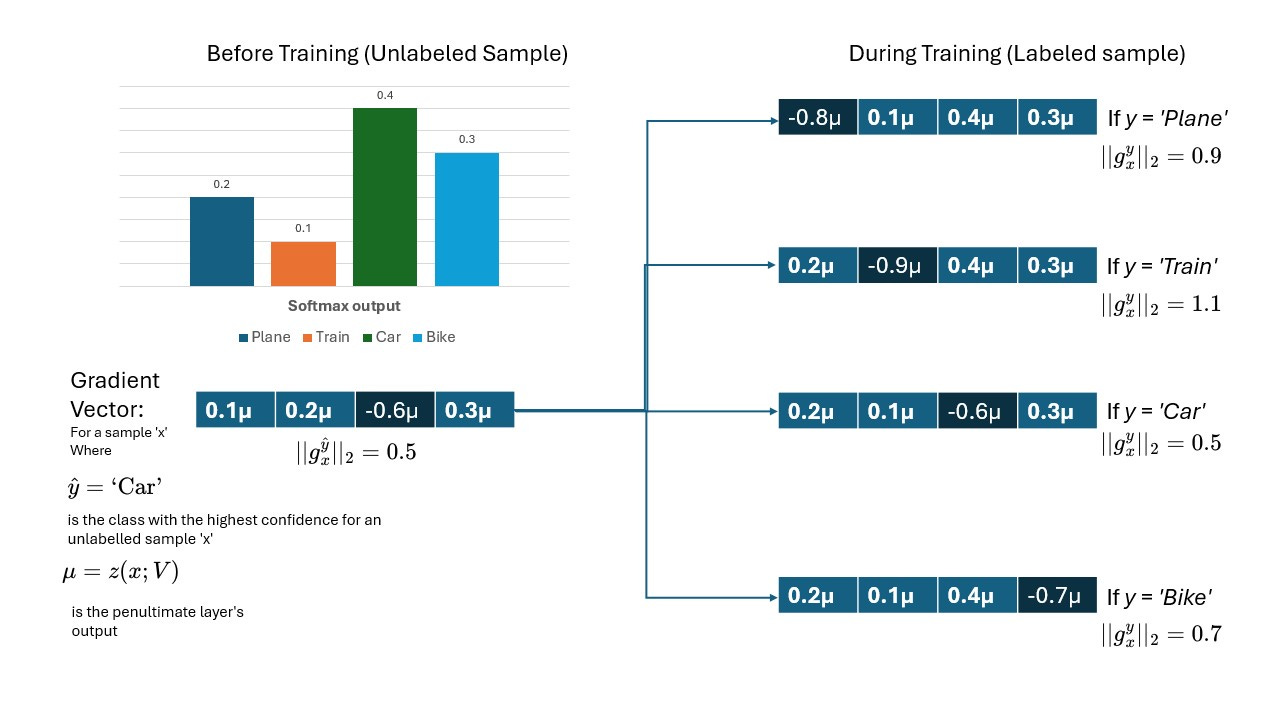 Before Training (Unlabeled Sample)
0.2
0.1
0.4
0.3
Softmax output
Plane Train Car Bike
Gradient
Vector:
For a sample 'x'
Where
0.1µ 0.2µ -0.6µ 0.3µ
||g_x^ŷ||_2 = 0.5
ŷ = ‘Car’
is the class with the highest confidence for an
unlabelled sample 'x'
μ = z(x; V)
is the penultimate layer's
output
During Training (Labeled sample)
-0.8µ 0.1µ 0.4µ 0.3µ If y = 'Plane'
||g_x^y||_2 = 0.9
0.2µ -0.9µ 0.4µ 0.3µ If y = 'Train'
||g_x^y||_2 = 1.1
0.2µ 0.1µ -0.6µ 0.3µ If y = 'Car'
||g_x^y||_2 = 0.5
0.2µ 0.1µ 0.4µ -0.7µ If y = 'Bike'
||g_x^y||_2 = 0.7